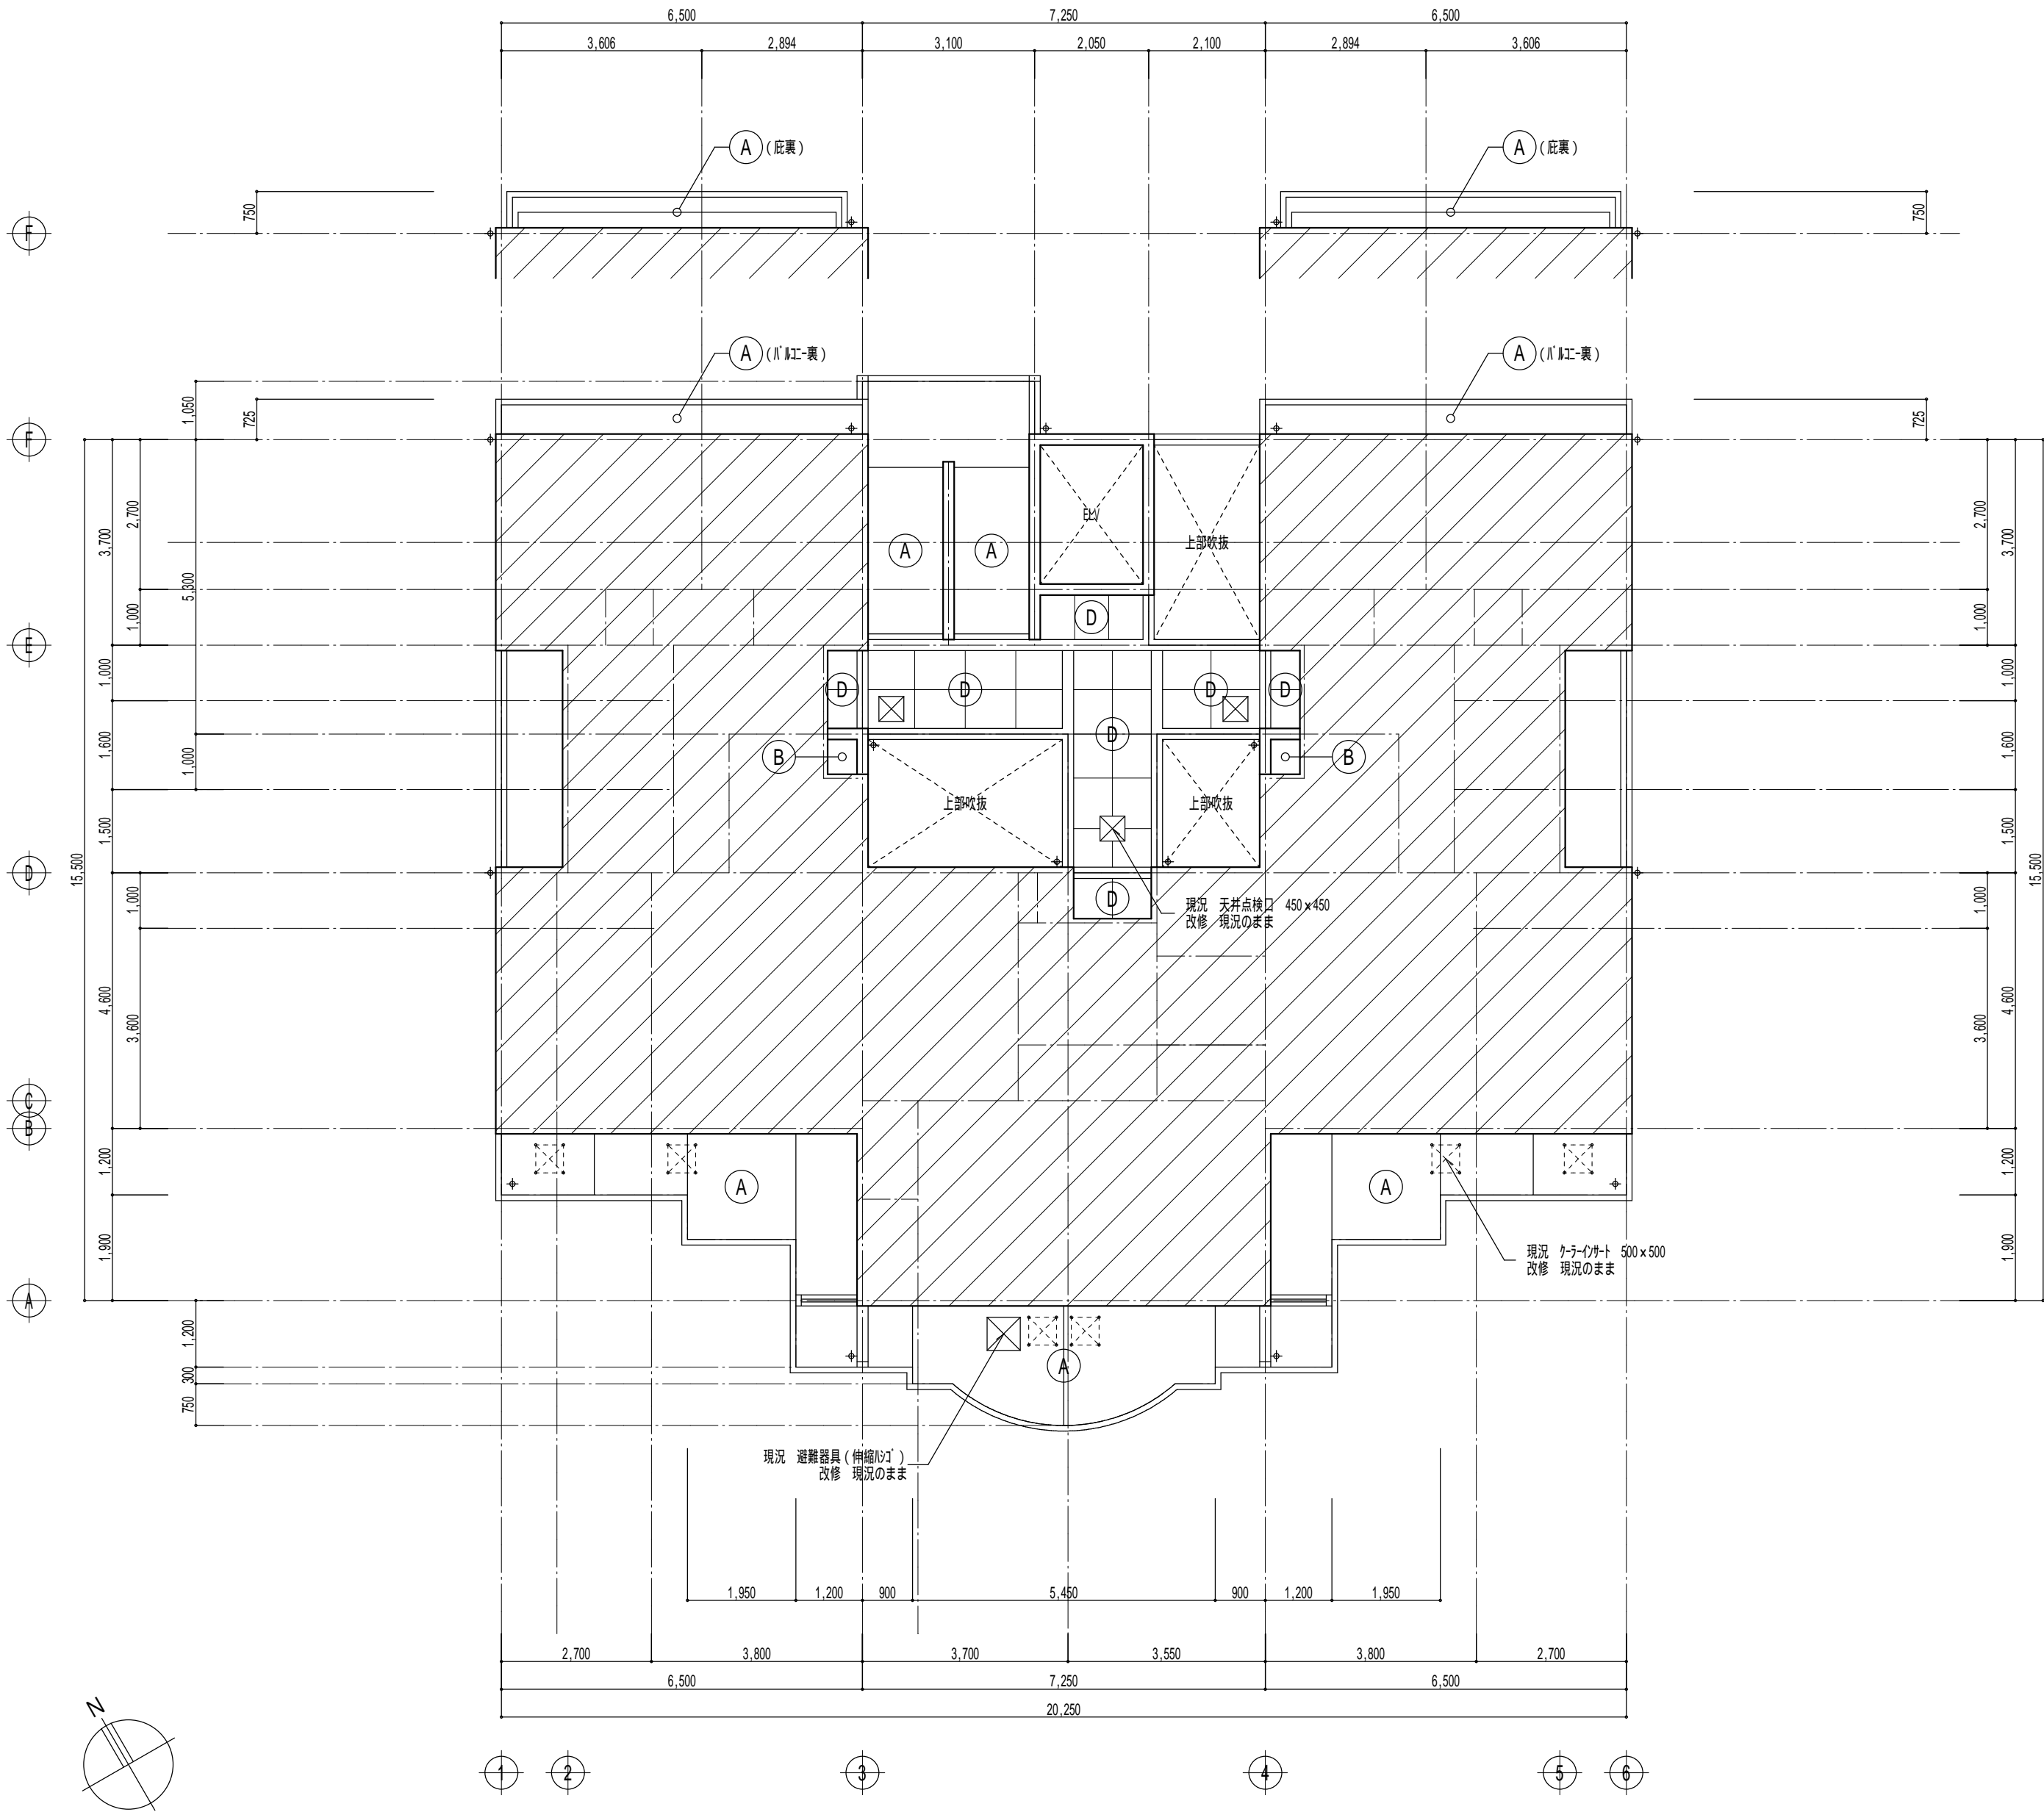 6,500 7,250 6,500
3,606 2,894 3,100 2,050 2,100 2,894 3,606
A (庇裏) A (庇裏)
750 750
F
A (ﾊﾞﾙｺﾆｰ裏) A (ﾊﾞﾙｺﾆｰ裏)
1,050 725 725
F
15,500 3,700 2,700 5,300 2,700 3,700 15,500
ELV
上部吹抜
A A
D
1,000 1,000
E
1,000 1,000
D D D D
D
1,600 1,000 1,600
B B
上部吹抜 上部吹抜
1,500 1,500
D
1,000 1,000
D
現況 天井点検口 450×450
改修 現況のまま
4,600 3,600 3,600 4,600
C
B
1,200 1,200
A A
1,900 1,900
現況 ｸｰﾗｰｲﾝｻｰﾄ 500×500
改修 現況のまま
A
1,200
300
750
A
現況 避難器具(伸縮ﾊｼｺﾞ)
改修 現況のまま
1,950 1,200 900 5,450 900 1,200 1,950
2,700 3,800 3,700 3,550 3,800 2,700
6,500 7,250 6,500
20,250
N
1 2 3 4 5 6